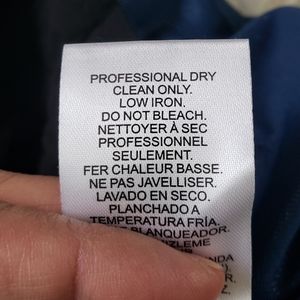 PROFESSIONAL DRY
CLEAN ONLY.
LOW IRON.
DO NOT BLEACH.
NETTOYER À SEC
PROFESSIONNEL
SEULEMENT.
FER CHALEUR BASSE.
NE PAS JAVELLISER.
LAVADO EN SECO.
PLANCHADO A
TEMPERATURA FRÍA.
BLANQUEADOR.